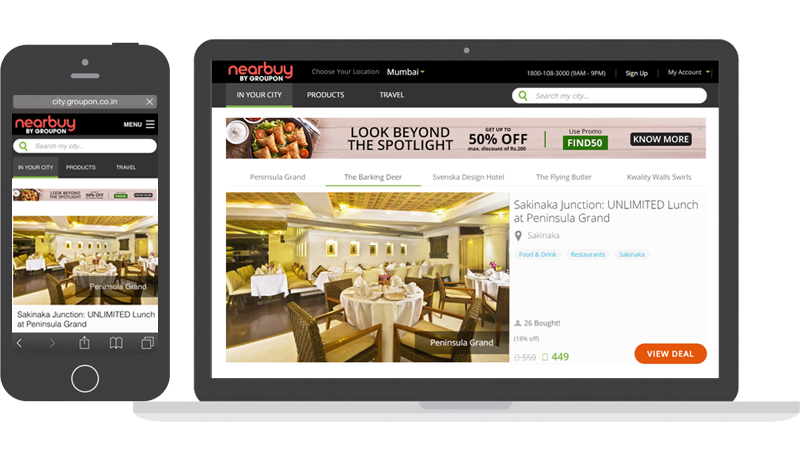 city.groupon.co.in
nearbuy
BY GROUPON
MENU
Search my city...
IN YOUR CITY PRODUCTS TRAVEL
LOOK BEYOND
THE SPOTLIGHT
50% OFF
FIND50
KNOW MORE
Peninsula Grand
Sakinaka Junction: UNLIMITED Lunch
at Peninsula Grand
nearbuy
BY GROUPON
Choose Your Location Mumbai
1800-108-3000 (9AM - 9PM) Sign Up My Account
IN YOUR CITY PRODUCTS TRAVEL
Search my city...
LOOK BEYOND
THE SPOTLIGHT
GET UP TO
50% OFF
max. discount of Rs.200
Use Promo
FIND50
KNOW MORE
Peninsula Grand The Barking Deer Svenska Design Hotel The Flying Butler Kwality Walls Swirls
Peninsula Grand
Sakinaka Junction: UNLIMITED Lunch
at Peninsula Grand
Sakinaka
Food & Drink Restaurants Sakinaka
26 Bought!
(18% off)
550 449
VIEW DEAL